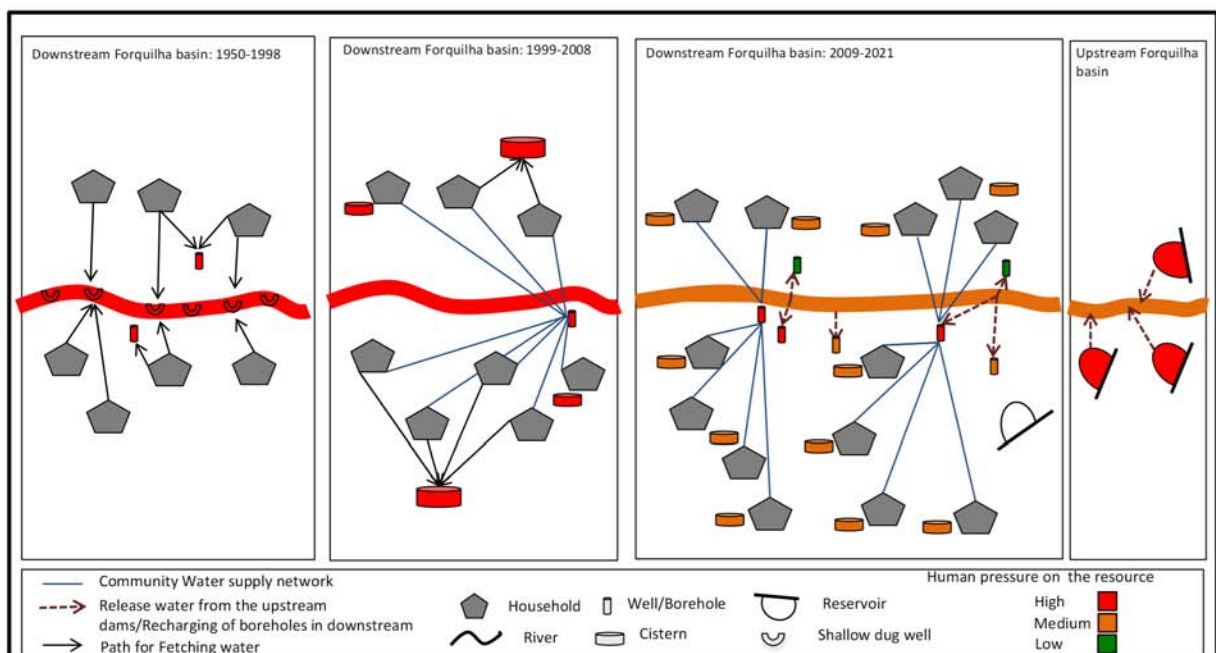 Downstream Forquilha basin: 1950-1998
Downstream Forquilha basin: 1999-2008
Downstream Forquilha basin: 2009-2021
Upstream Forquilha
basin
Community Water supply network
Release water from the upstream
dams/Recharging of boreholes in downstream
Path for Fetching water
Household
River
Well/Borehole
Cistern
Reservoir
Shallow dug well
Human pressure on the resource
High
Medium
Low